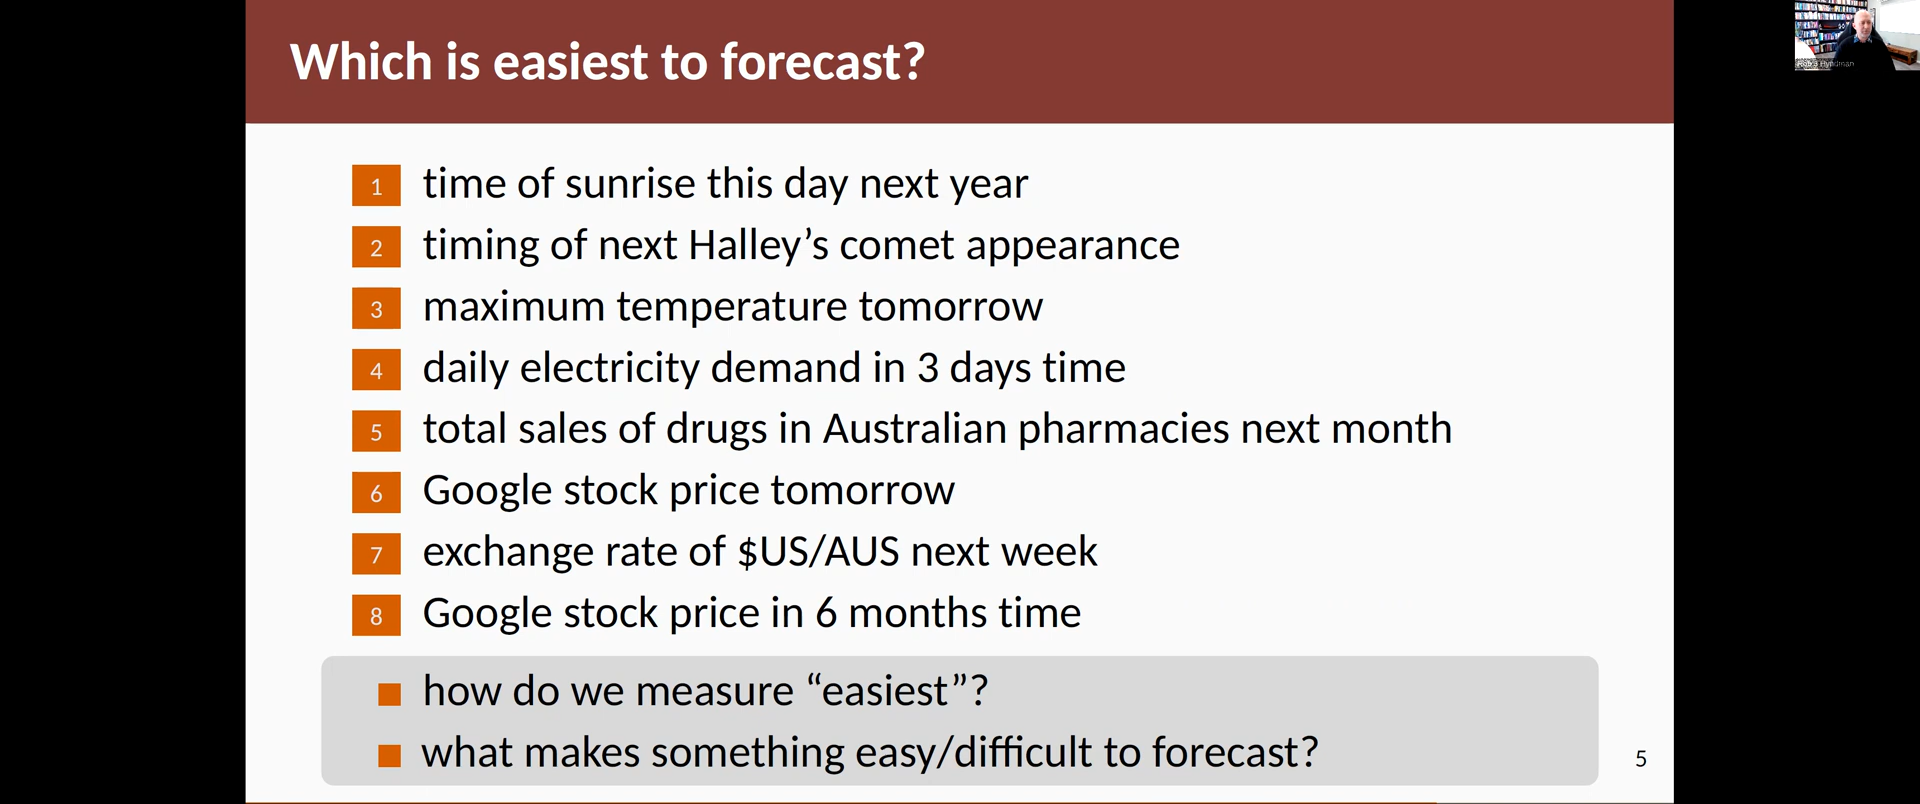 Which is easiest to forecast?
1 time of sunrise this day next year
2 timing of next Halley’s comet appearance
3 maximum temperature tomorrow
4 daily electricity demand in 3 days time
5 total sales of drugs in Australian pharmacies next month
6 Google stock price tomorrow
7 exchange rate of $US/AUS next week
8 Google stock price in 6 months time
how do we measure “easiest”?
what makes something easy/difficult to forecast?
5
Hyndman